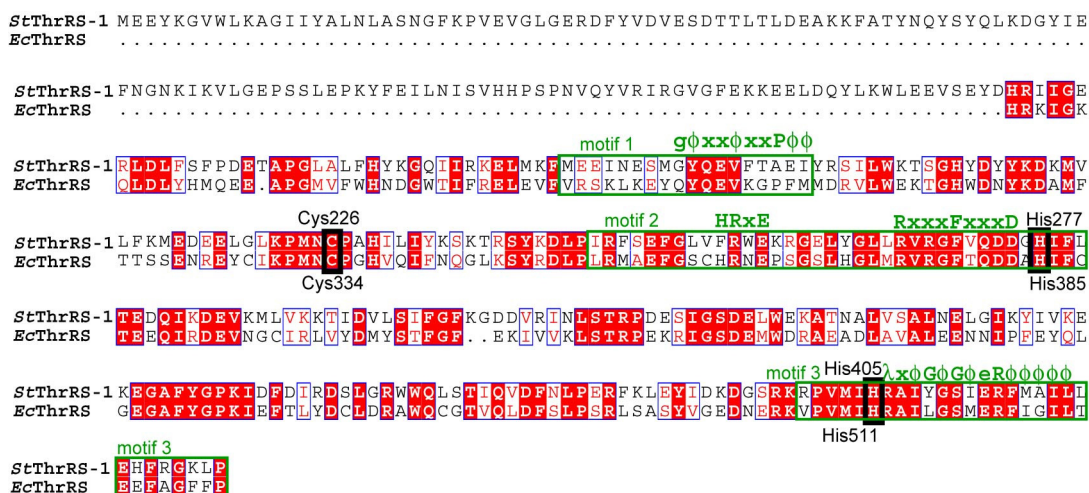 StThrRS-1 MEEYKGVWLKAGIIYALNLASNGFKPVEVGLGERDFYVDVESDTTLTLDEAKKFATYNQYSYQLKDGYIE
EcThrRS ......................................................................
StThrRS-1 FNGNKIKVLGEPSSLEPKYFEILNISVHHPSPNVQYVRIRGVGFEKKEELDQYLKWLEEVSEYDHRIIGE
EcThrRS ................................................................HRKIGK
motif 1 gϕxxϕxxPϕϕ
StThrRS-1 RLDLFSFPDETAPGLALFHYKGQIIRKELMKFMEEINESMGYQEVFTAEIYRSILWKTSGHYDYYKDKMV
EcThrRS QLDLYHMQEE.APGMVFWHNDGWTIFRELEVFVRSKLKEYQYQEVKGPFMMDRVLWEKTGHWDNYKDAMF
Cys226 motif 2 HRxE RxxxFxxxD His277
StThrRS-1 LFKMEDEELGLKPMNCPAHILIYKSKTRSYKDLPIRFSEFGLVFRWEKRGELYGLLRVRGFVQDDGHIFI
EcThrRS TTSSENREYCIKPMNCPGHVQIFNQGLKSYRDLPLRMAEFGSCHRNEPSGSLHGLMRVRGFTQDDAHIFC
Cys334 His385
StThrRS-1 TEDQIKDEVKMLVKKTIDVLSIFGFKGDDVRINLSTRPDESIGSDELWEKATNALVSALNELGIKYIVKE
EcThrRS TEEQIRDEVNGCIRLVYDMYSTFGF..EKIVVKLSTRPEKRIGSDEMWDRAEADLAVALEENNIPFEYQL
motif 3 His405 λxϕGϕGϕeRϕϕϕϕϕ
StThrRS-1 KEGAFYGPKIDFDIRDSLGRWWQLSTIQVDFNLPERFKLEYIDKDGSRKRPVMIHRAIYGSIERFMAILI
EcThrRS GEGAFYGPKIEFTLYDCLDRAWQCGTVQLDFSLPSRLSASYVGEDNERKVPVMIHRAILGSMERFIGILI
His511
motif 3
StThrRS-1 EHFRGKLP
EcThrRS EEFAGFFP